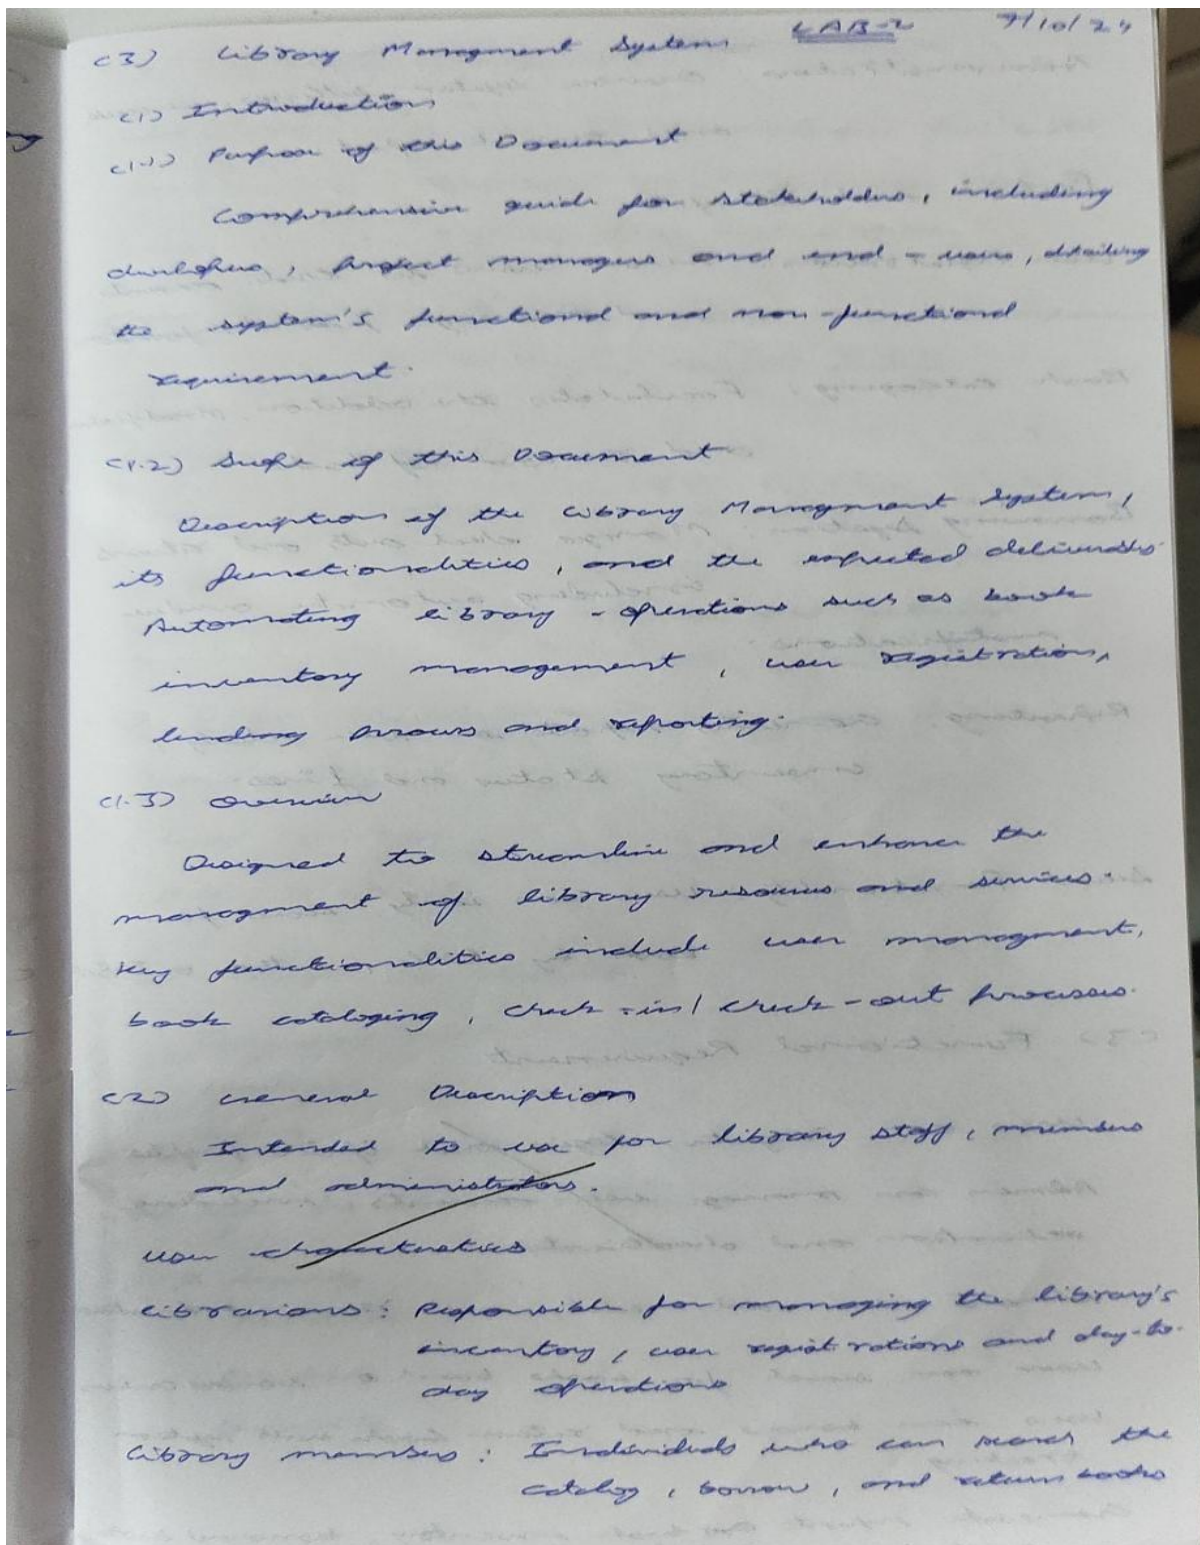 (3) Library Managment System LAB-2 9/10/24
(1) Introduction
(1.1) Purpose of this Document
Comprehensive guide for stakeholders, including
developers, project managers and end - users, detailing
the system's functional and non-functional
requirement.
(1.2) Scope of this Document
Description of the Library Managment System,
its functionalities, and the expected deliverables
Automating library - operations such as book
inventory management, user registration,
lending process and reporting.
(1.3) Overview
Designed to streamline and enhance the
managment of library resources and services.
Key functionalities include user managment,
book cataloging, check-in/check-out processes.
(2) General Description
Intended to use for library staff, members
and administrators.
User characteristics
Librarians: Responsible for managing the library's
inventory, user registrations and day-to-
day operations
Library members: Individuals who can search the
catalog, borrow, and return books